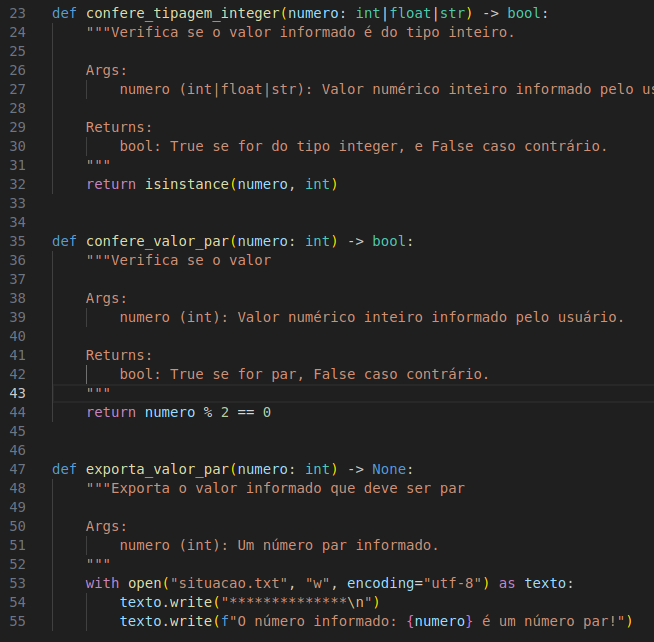 23 def confere_tipagem_integer(numero: int|float|str) -> bool:
24     """Verifica se o valor informado é do tipo inteiro.
25
26     Args:
27         numero (int|float|str): Valor numérico inteiro informado pelo us
28
29     Returns:
30         bool: True se for do tipo integer, e False caso contrário.
31     """
32     return isinstance(numero, int)
33
34
35 def confere_valor_par(numero: int) -> bool:
36     """Verifica se o valor
37
38     Args:
39         numero (int): Valor numérico inteiro informado pelo usuário.
40
41     Returns:
42         bool: True se for par, False caso contrário.
43     """
44     return numero % 2 == 0
45
46
47 def exporta_valor_par(numero: int) -> None:
48     """Exporta o valor informado que deve ser par
49
50     Args:
51         numero (int): Um número par informado.
52     """
53     with open("situacao.txt", "w", encoding="utf-8") as texto:
54         texto.write("**************\n")
55         texto.write(f"O número informado: {numero} é um número par!")